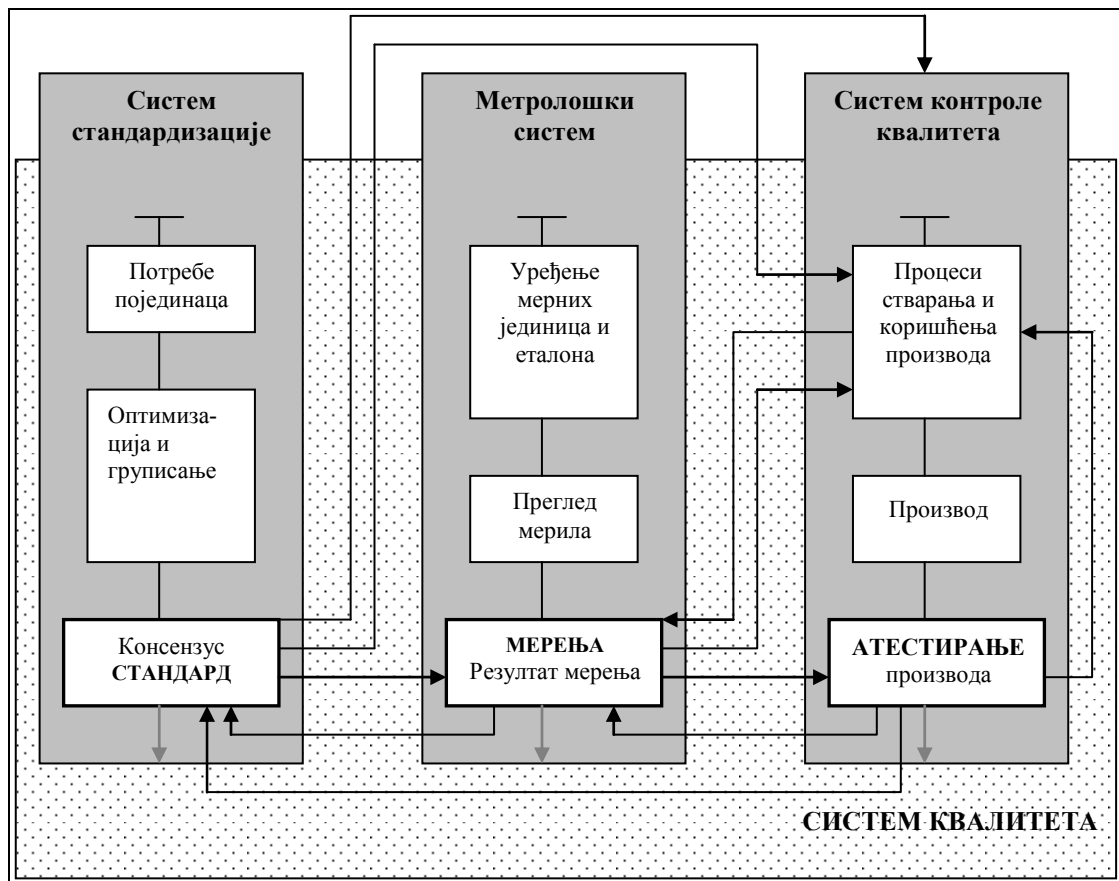 Систем
стандардизације
Потребе
појединаца
Оптимиза-
ција и
груписање
Консензус
СТАНДАРД
Метролошки
систем
Уређење
мерних
јединица и
еталона
Преглед
мерила
МЕРЕЊА
Резултат мерења
Систем контроле
квалитета
Процеси
стварања и
коришћења
производа
Производ
АТЕСТИРАЊЕ
производа
СИСТЕМ КВАЛИТЕТА